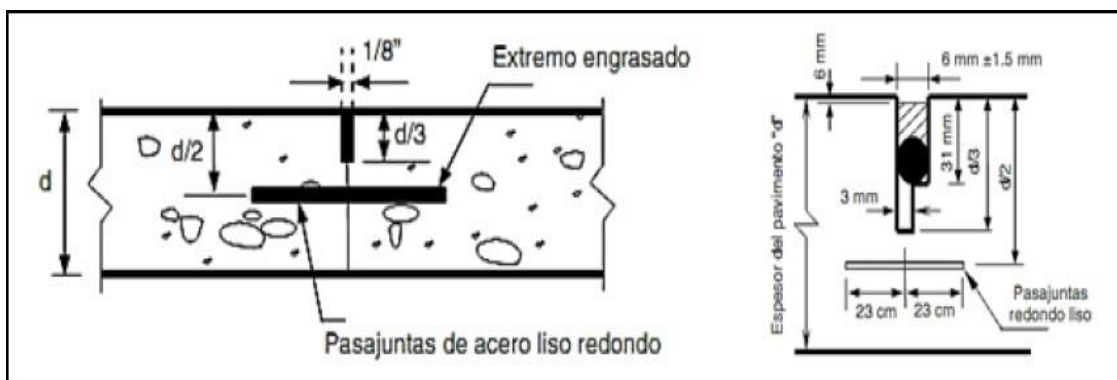 1/8"
Extremo engrasado
d/3
d/2
d
Pasajuntas de acero liso redondo
6 mm
6 mm ±1.5 mm
Espesor del pavimento "d"
31 mm
d/3
d/2
3 mm
23 cm
23 cm
Pasajuntas
redondo liso